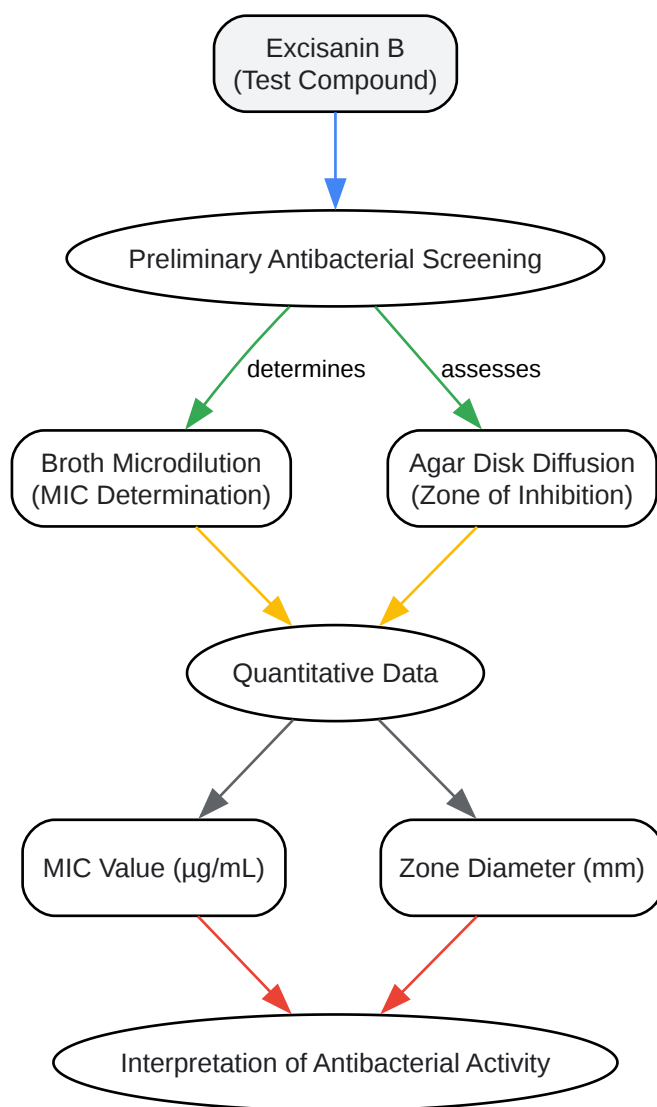 Excisanin B
(Test Compound)
Preliminary Antibacterial Screening
determines
assesses
Broth Microdilution
(MIC Determination)
Agar Disk Diffusion
(Zone of Inhibition)
Quantitative Data
MIC Value (µg/mL)
Zone Diameter (mm)
Interpretation of Antibacterial Activity